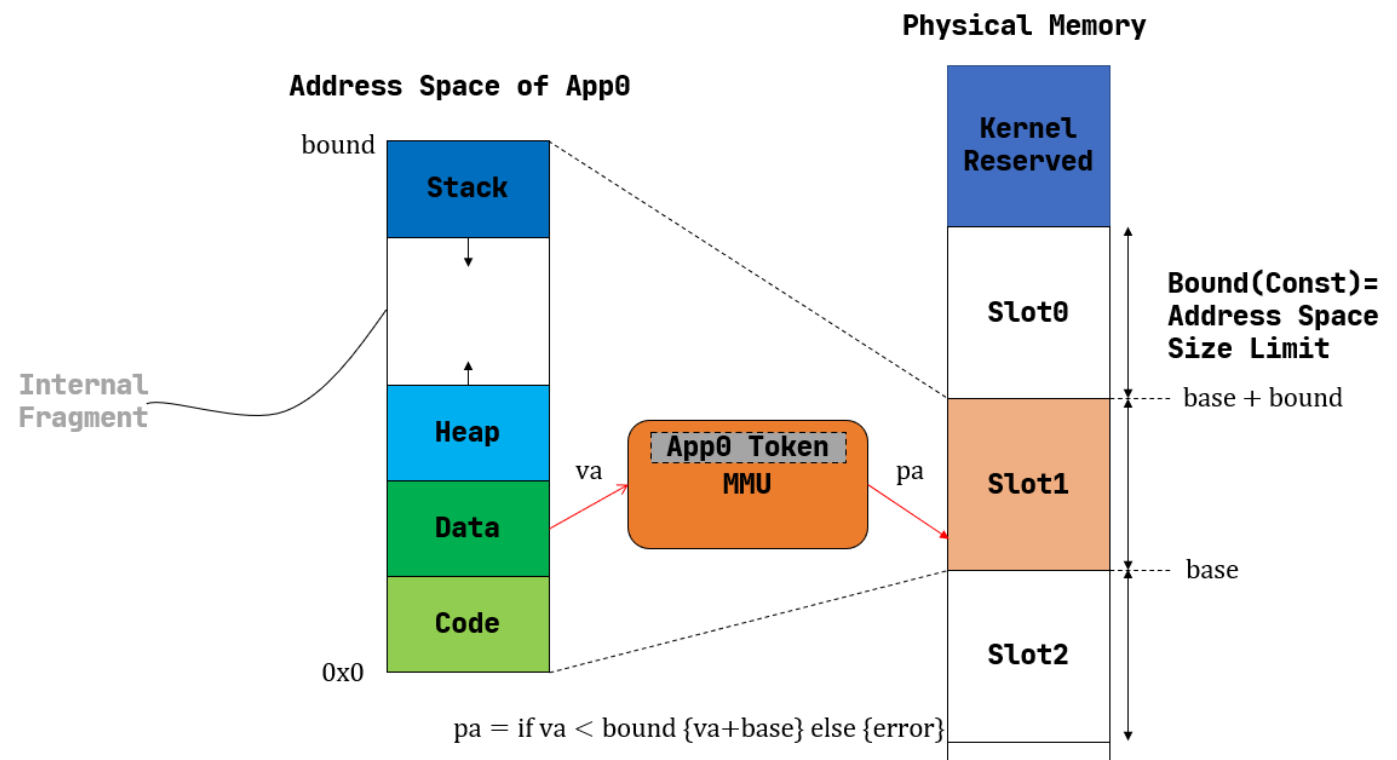 Physical Memory
Address Space of App0
bound
Stack
Kernel
Reserved
Slot0
Bound(Const)=
Address Space
Size Limit
Internal
Fragment
base + bound
Heap
va
App0 Token
MMU
pa
Slot1
Data
base
Code
0x0
Slot2
pa = if va < bound {va+base} else {error}